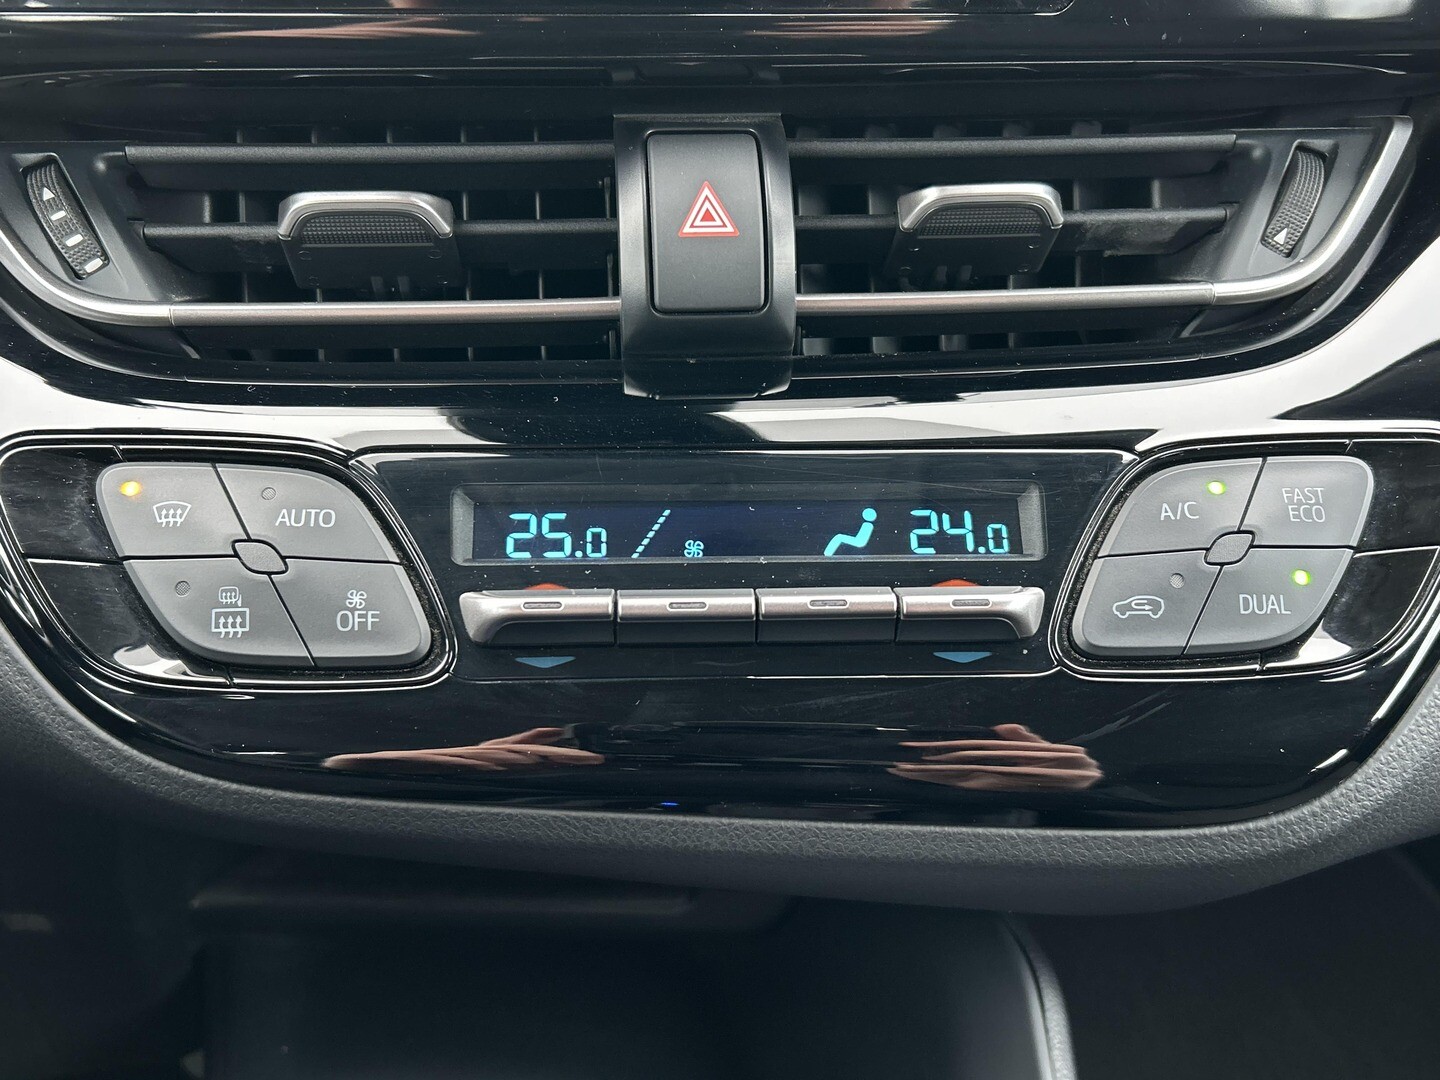 AUTO
OFF
25.0
24.0
A/C
FAST
ECO
DUAL